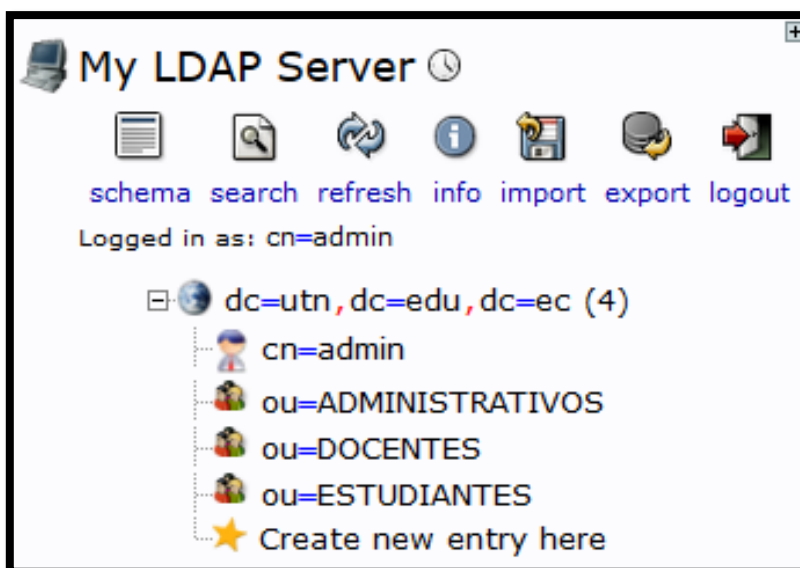 My LDAP Server
schema search refresh info import export logout
Logged in as: cn=admin
dc=utn,dc=edu,dc=ec (4)
cn=admin
ou=ADMINISTRATIVOS
ou=DOCENTES
ou=ESTUDIANTES
Create new entry here